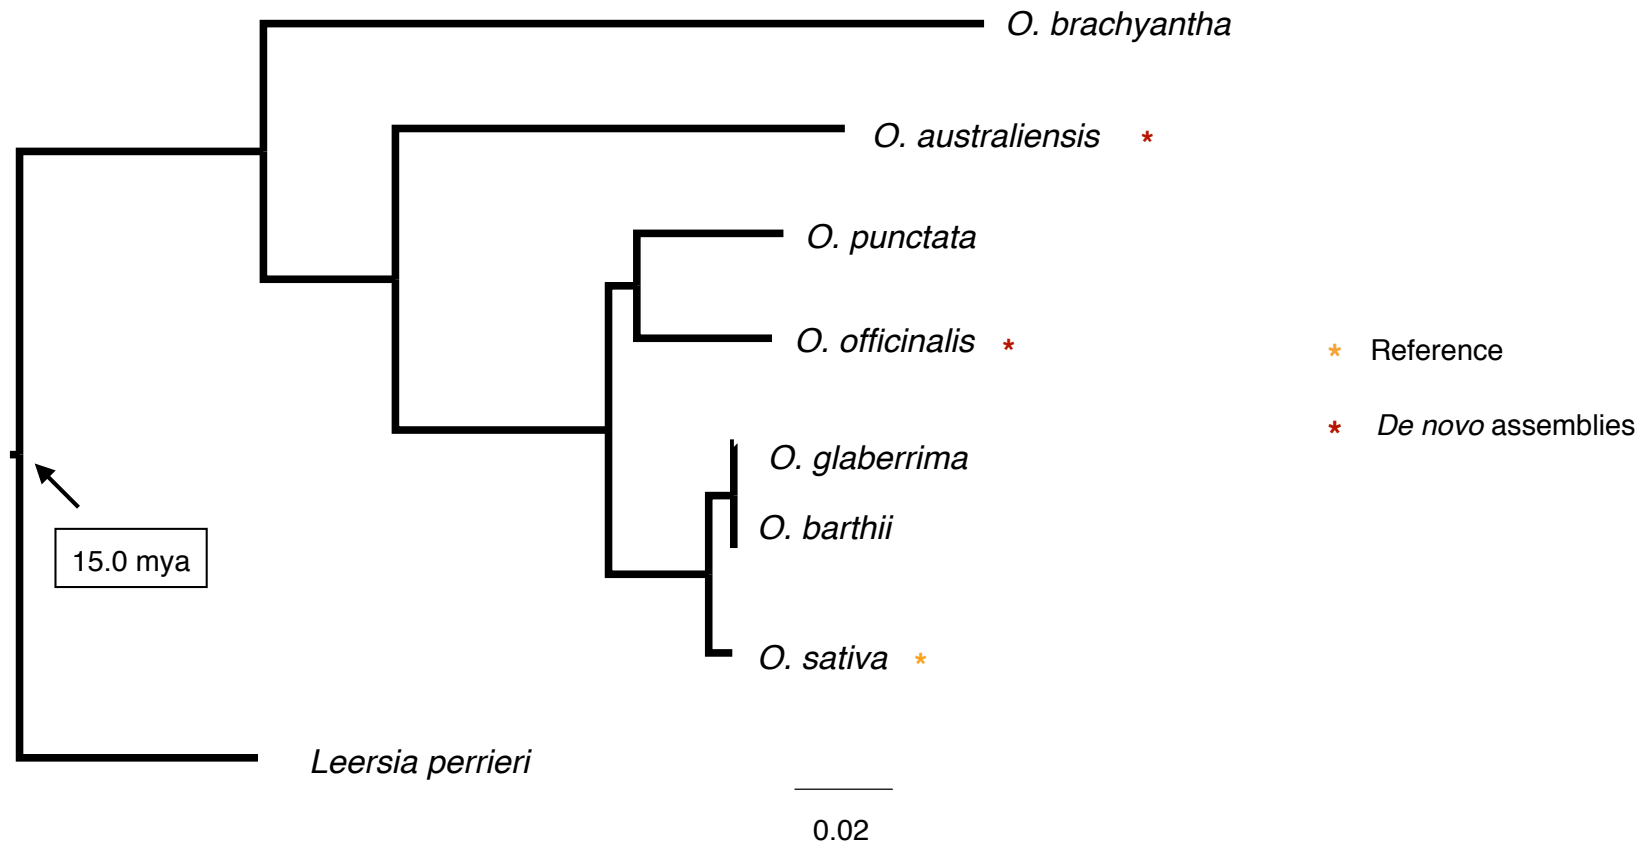 O. brachyantha
O. australiensis *
O. punctata
O. officinalis *
* Reference
* De novo assemblies
O. glaberrima
O. barthii
15.0 mya
O. sativa *
Leersia perrieri
0.02